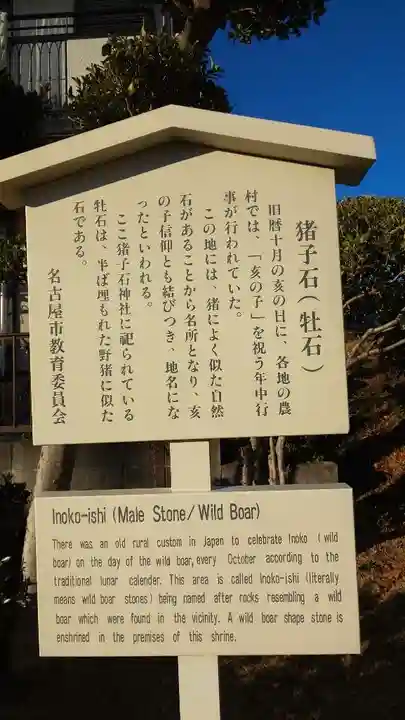 猪子石(牡石)
旧暦十月の亥の日に、各地の農
村では、「亥の子」を祝う年中行
事が行われていた。
この地には、猪によく似た自然
石があることから名所となり、亥
の子信仰とも結びつき、地名にな
ったといわれる。
ここ猪子石神社に祀られている
牡石は、半ば埋もれた野猪に似た
石である。
名古屋市教育委員会
Inoko-ishi (Male Stone/Wild Boar)
There was an old rural custom in Japan to celebrate Inoko (wild
boar) on the day of the wild boar, every October according to the
traditional lunar calender. This area is called Inoko-ishi (literally
means wild boar stones) being named after rocks resembling a wild
boar which were found in the vicinity. A wild boar shape stone is
enshrined in the premises of this shrine.